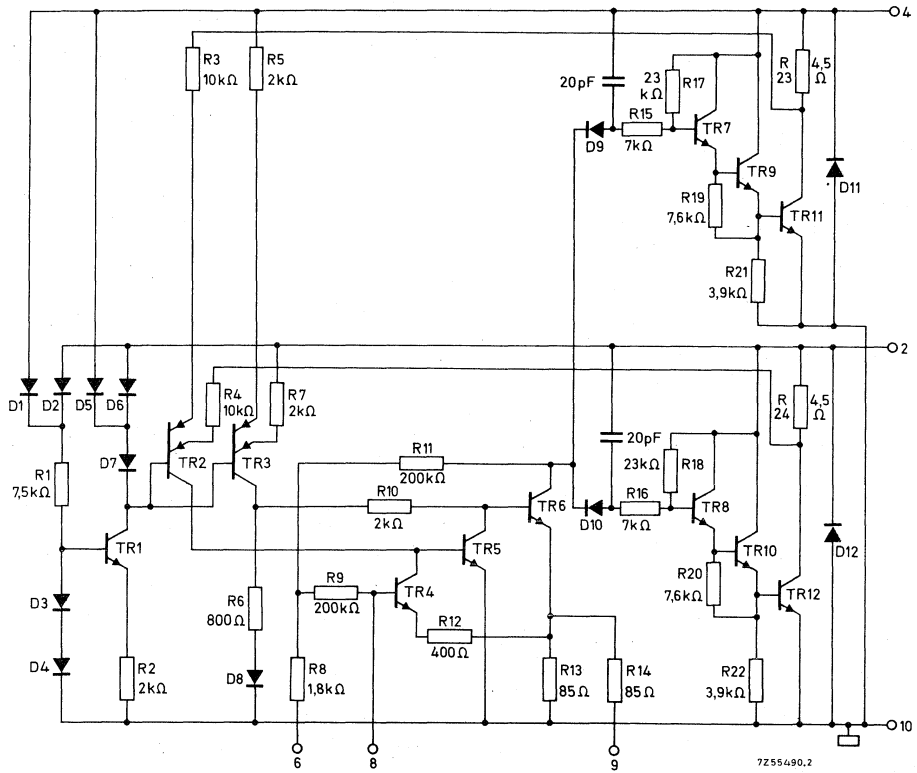 4
R3
10kΩ
R5
2kΩ
20pF
23
kΩ
R17
R
23
4,5
Ω
R15
7kΩ
D9
TR7
TR9
D11
R19
7,6kΩ
TR11
R21
3,9kΩ
2
D1
D2
D5
D6
R4
10kΩ
R7
2kΩ
R
24
4,5
Ω
20pF
D7
TR2
TR3
R11
200kΩ
23kΩ
R18
R1
7,5kΩ
R10
2kΩ
TR6
D10
R16
7kΩ
TR8
TR1
TR5
TR10
D12
R9
200kΩ
TR4
R20
7,6kΩ
TR12
D3
R6
800Ω
R12
400Ω
D4
R2
2kΩ
D8
R8
1,8kΩ
R13
85Ω
R14
85Ω
R22
3,9kΩ
10
6
8
9
7Z55490.2